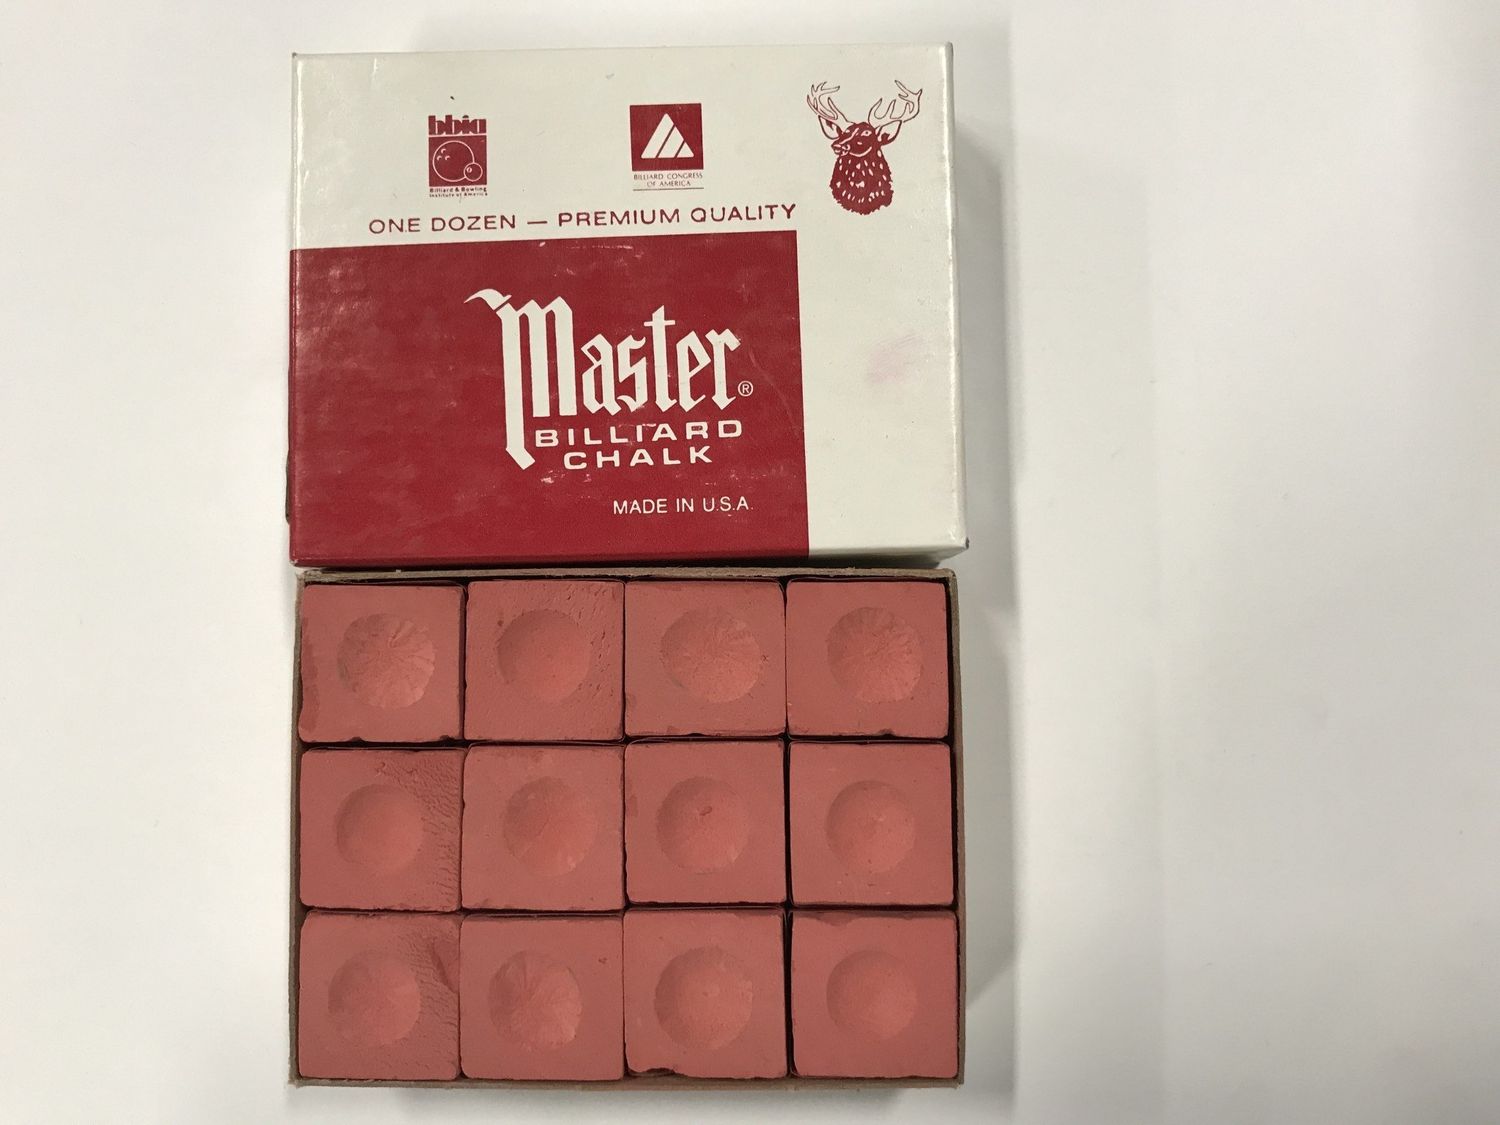 bbia
Billiard & Bowling
Institute of America
BILLIARD CONGRESS
OF AMERICA
ONE DOZEN — PREMIUM QUALITY
Master®
BILLIARD
CHALK
MADE IN U.S.A.